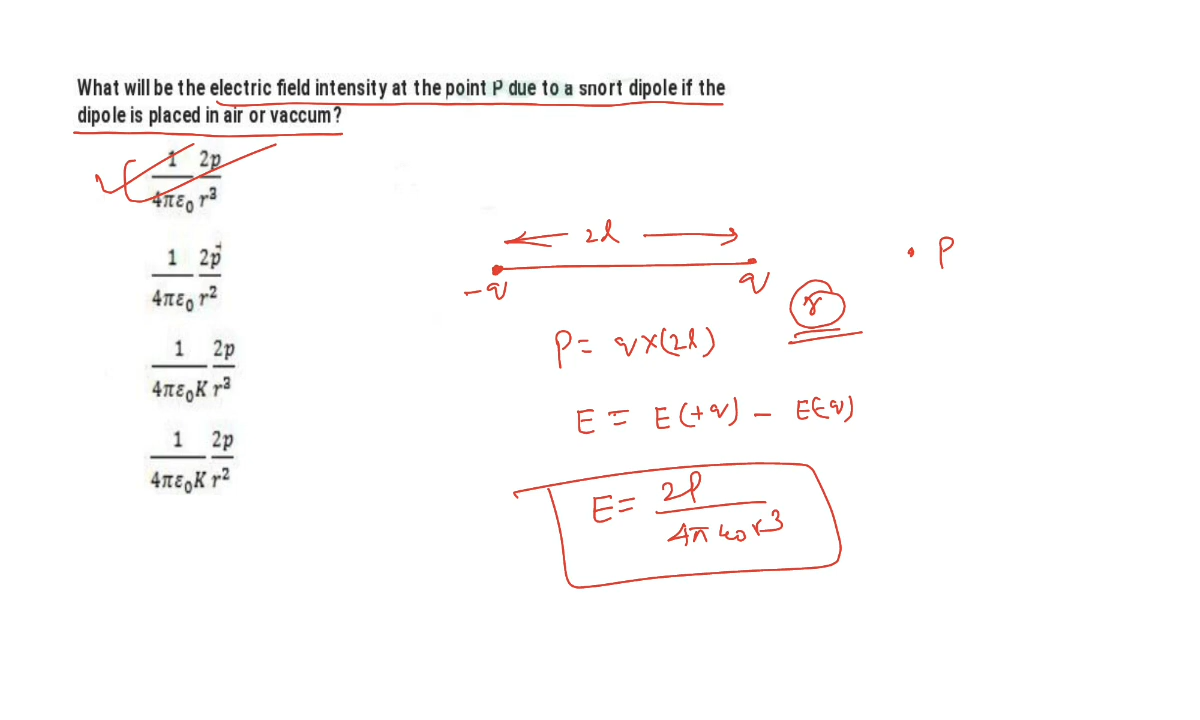 What will be the electric field intensity at the point P due to a snort dipole if the
dipole is placed in air or vaccum?
1 2p
4πε₀ r³
1 2p⃗
4πε₀ r²
1 2p
4πε₀K r³
1 2p
4πε₀K r²
2l
-q
q
r
P
P = q×(2l)
E = E(+q) - E(-q)
E = 2P
4π ε₀ r³